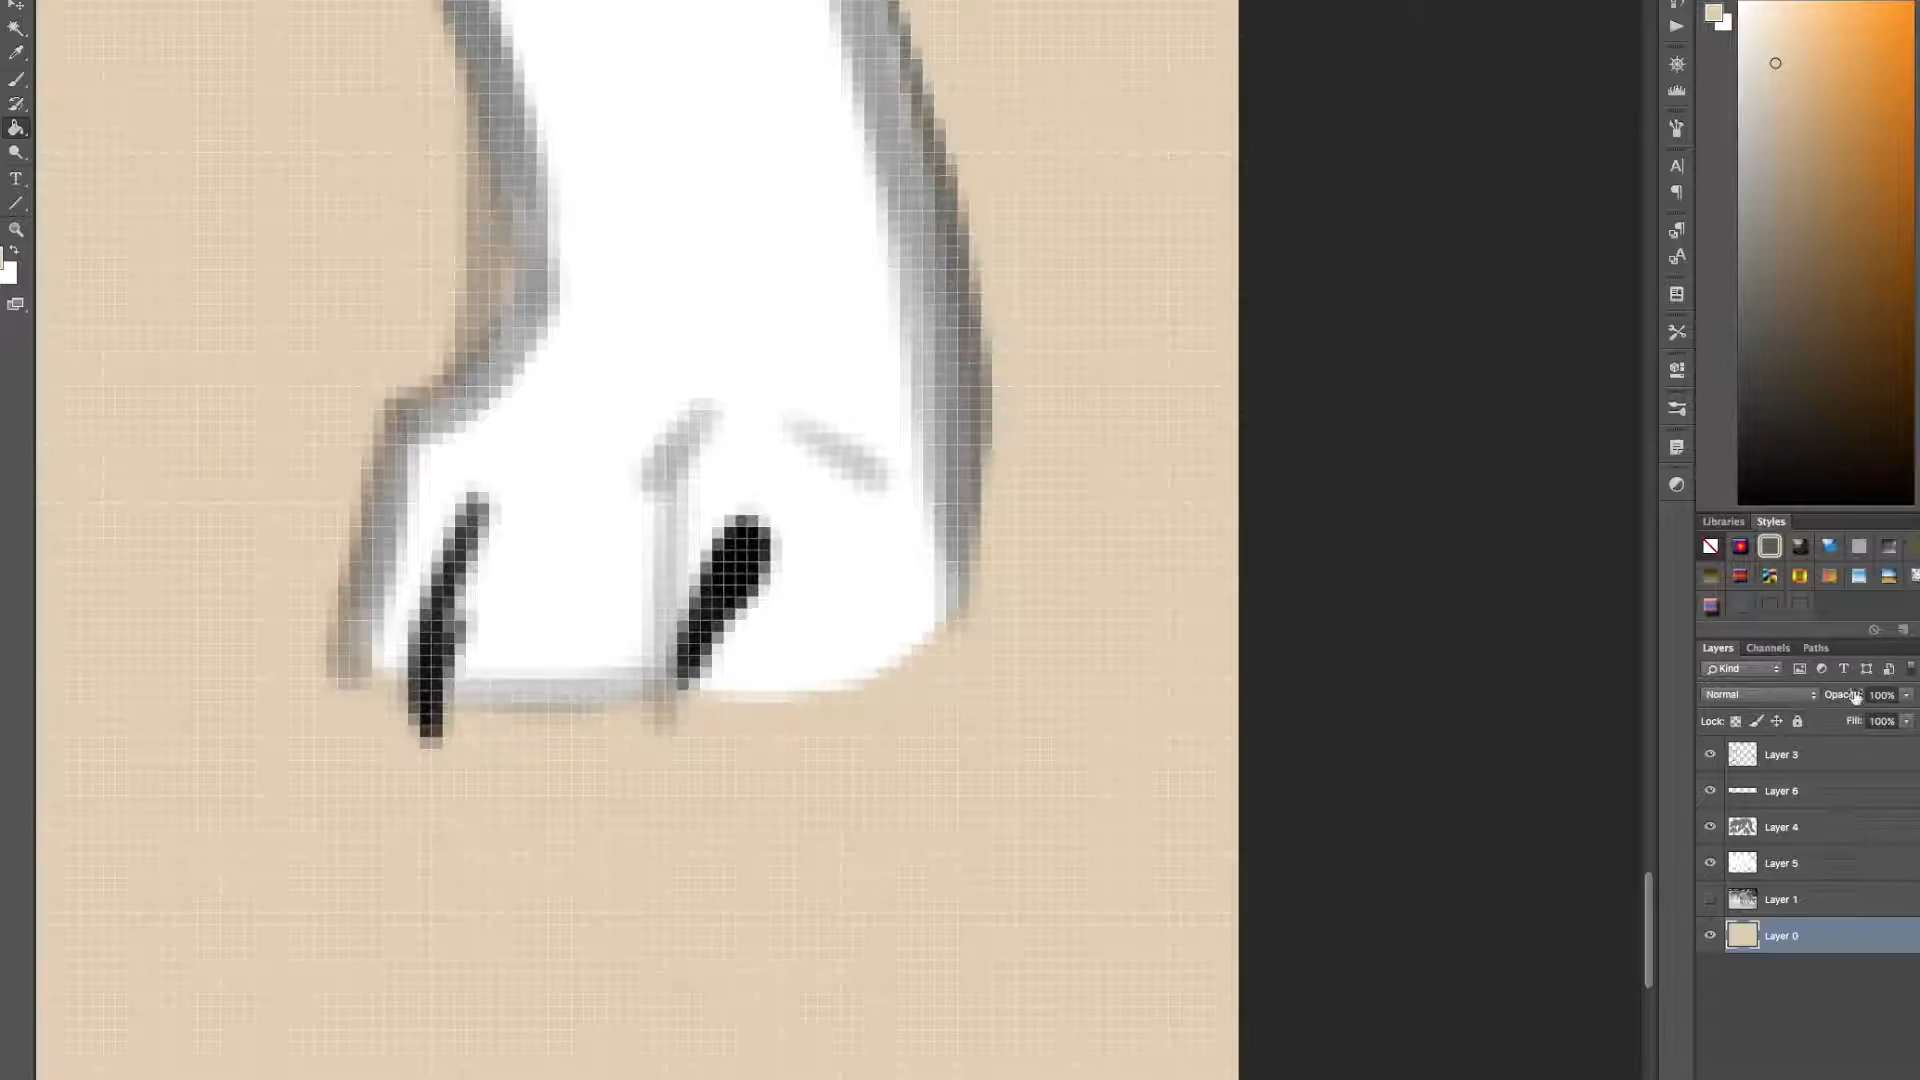 Libraries Styles
Layers Channels Paths
Kind
Normal Opacity: 100%
Lock: Fill: 100%
Layer 3
Layer 6
Layer 4
Layer 5
Layer 1
Layer 0